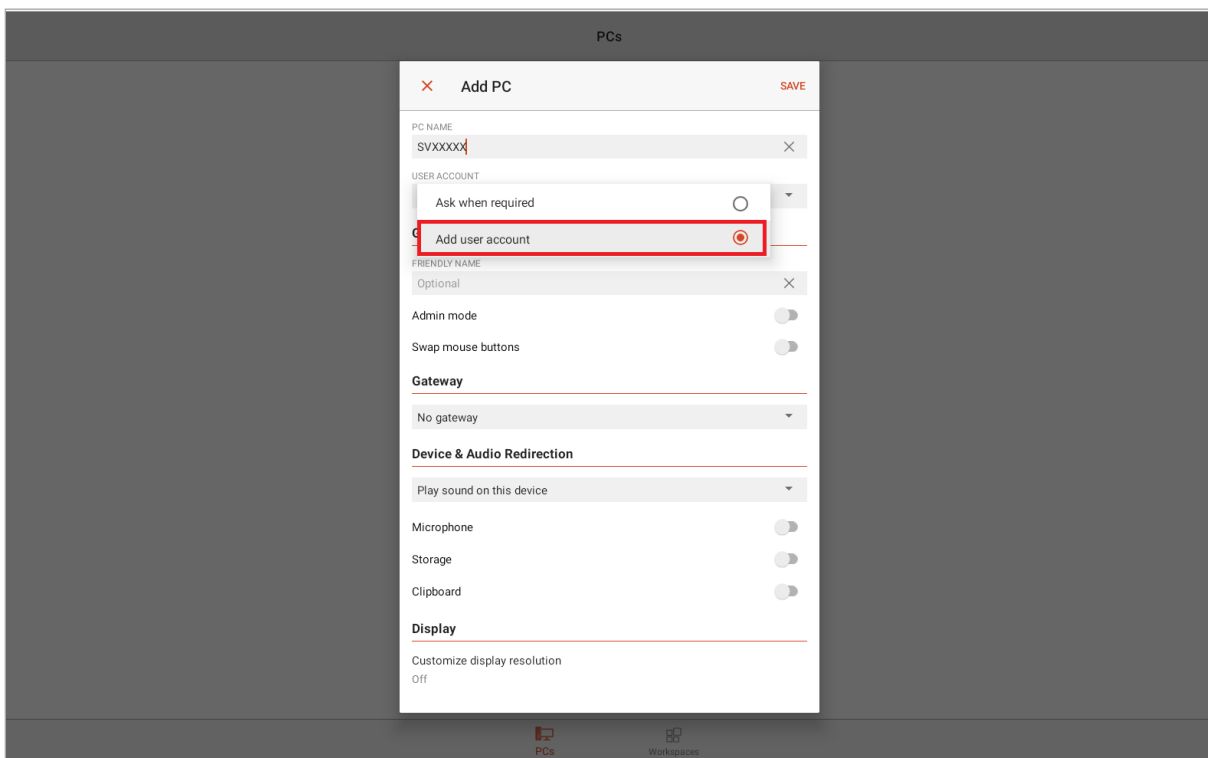 PCs
Add PC
SAVE
PC NAME
SVXXXXX
USER ACCOUNT
Ask when required
Add user account
FRIENDLY NAME
Optional
Admin mode
Swap mouse buttons
Gateway
No gateway
Device & Audio Redirection
Play sound on this device
Microphone
Storage
Clipboard
Display
Customize display resolution
Off
PCs
Workspaces